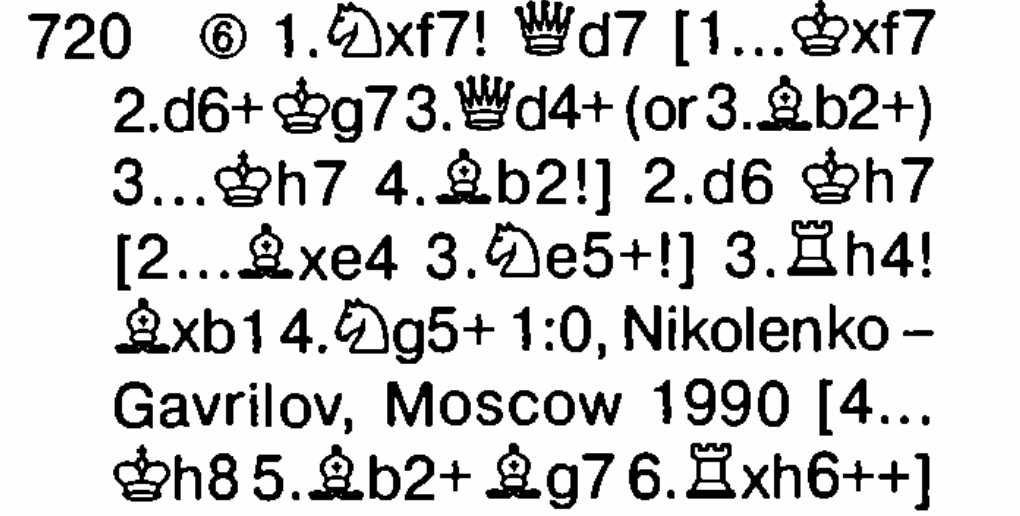 720 ⑥ 1.♘xf7! ♕d7 [1...♔xf7
2.d6+ ♔g7 3.♕d4+ (or 3.♗b2+)
3...♔h7 4.♗b2!] 2.d6 ♔h7
[2...♗xe4 3.♘e5+!] 3.♖h4!
♗xb1 4.♘g5+ 1:0, Nikolenko –
Gavrilov, Moscow 1990 [4...
♔h8 5.♗b2+ ♗g7 6.♖xh6++]